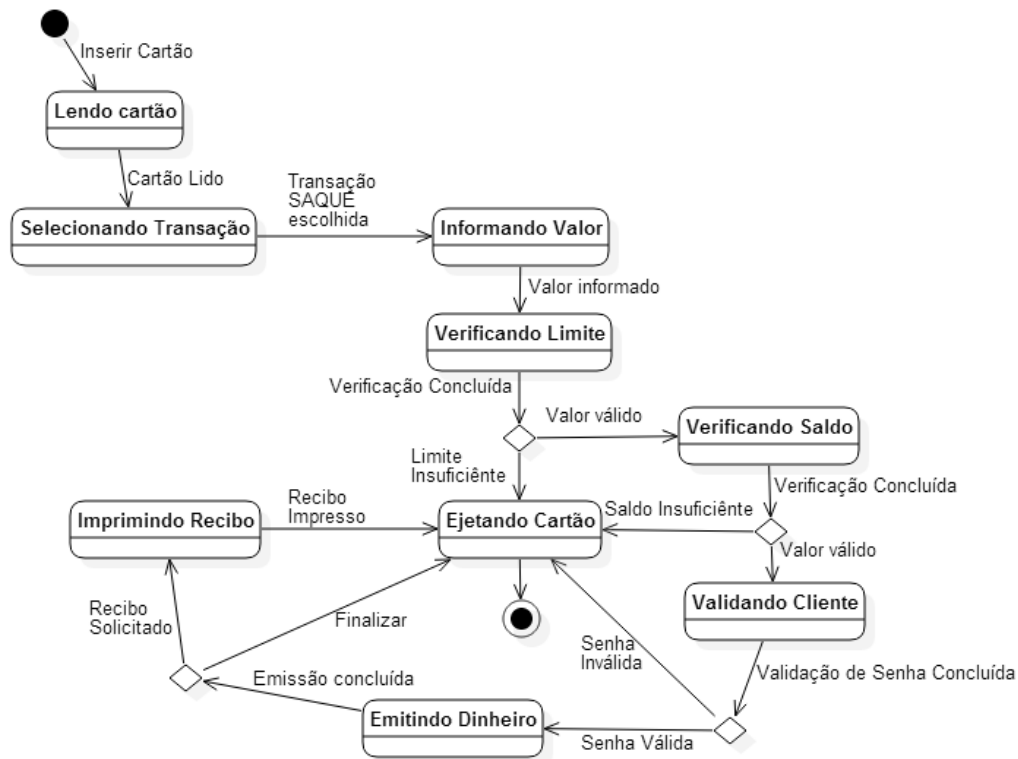 Inserir Cartão
Lendo cartão
Cartão Lido
Transação
SAQUE
escolhida
Selecionando Transação
Informando Valor
Valor informado
Verificando Limite
Verificação Concluída
Valor válido
Verificando Saldo
Limite
Insuficiênte
Verificação Concluída
Recibo
Impresso
Saldo Insuficiênte
Imprimindo Recibo
Ejetando Cartão
Valor válido
Validando Cliente
Recibo
Solicitado
Finalizar
Senha
Inválida
Validação de Senha Concluída
Emissão concluída
Emitindo Dinheiro
Senha Válida